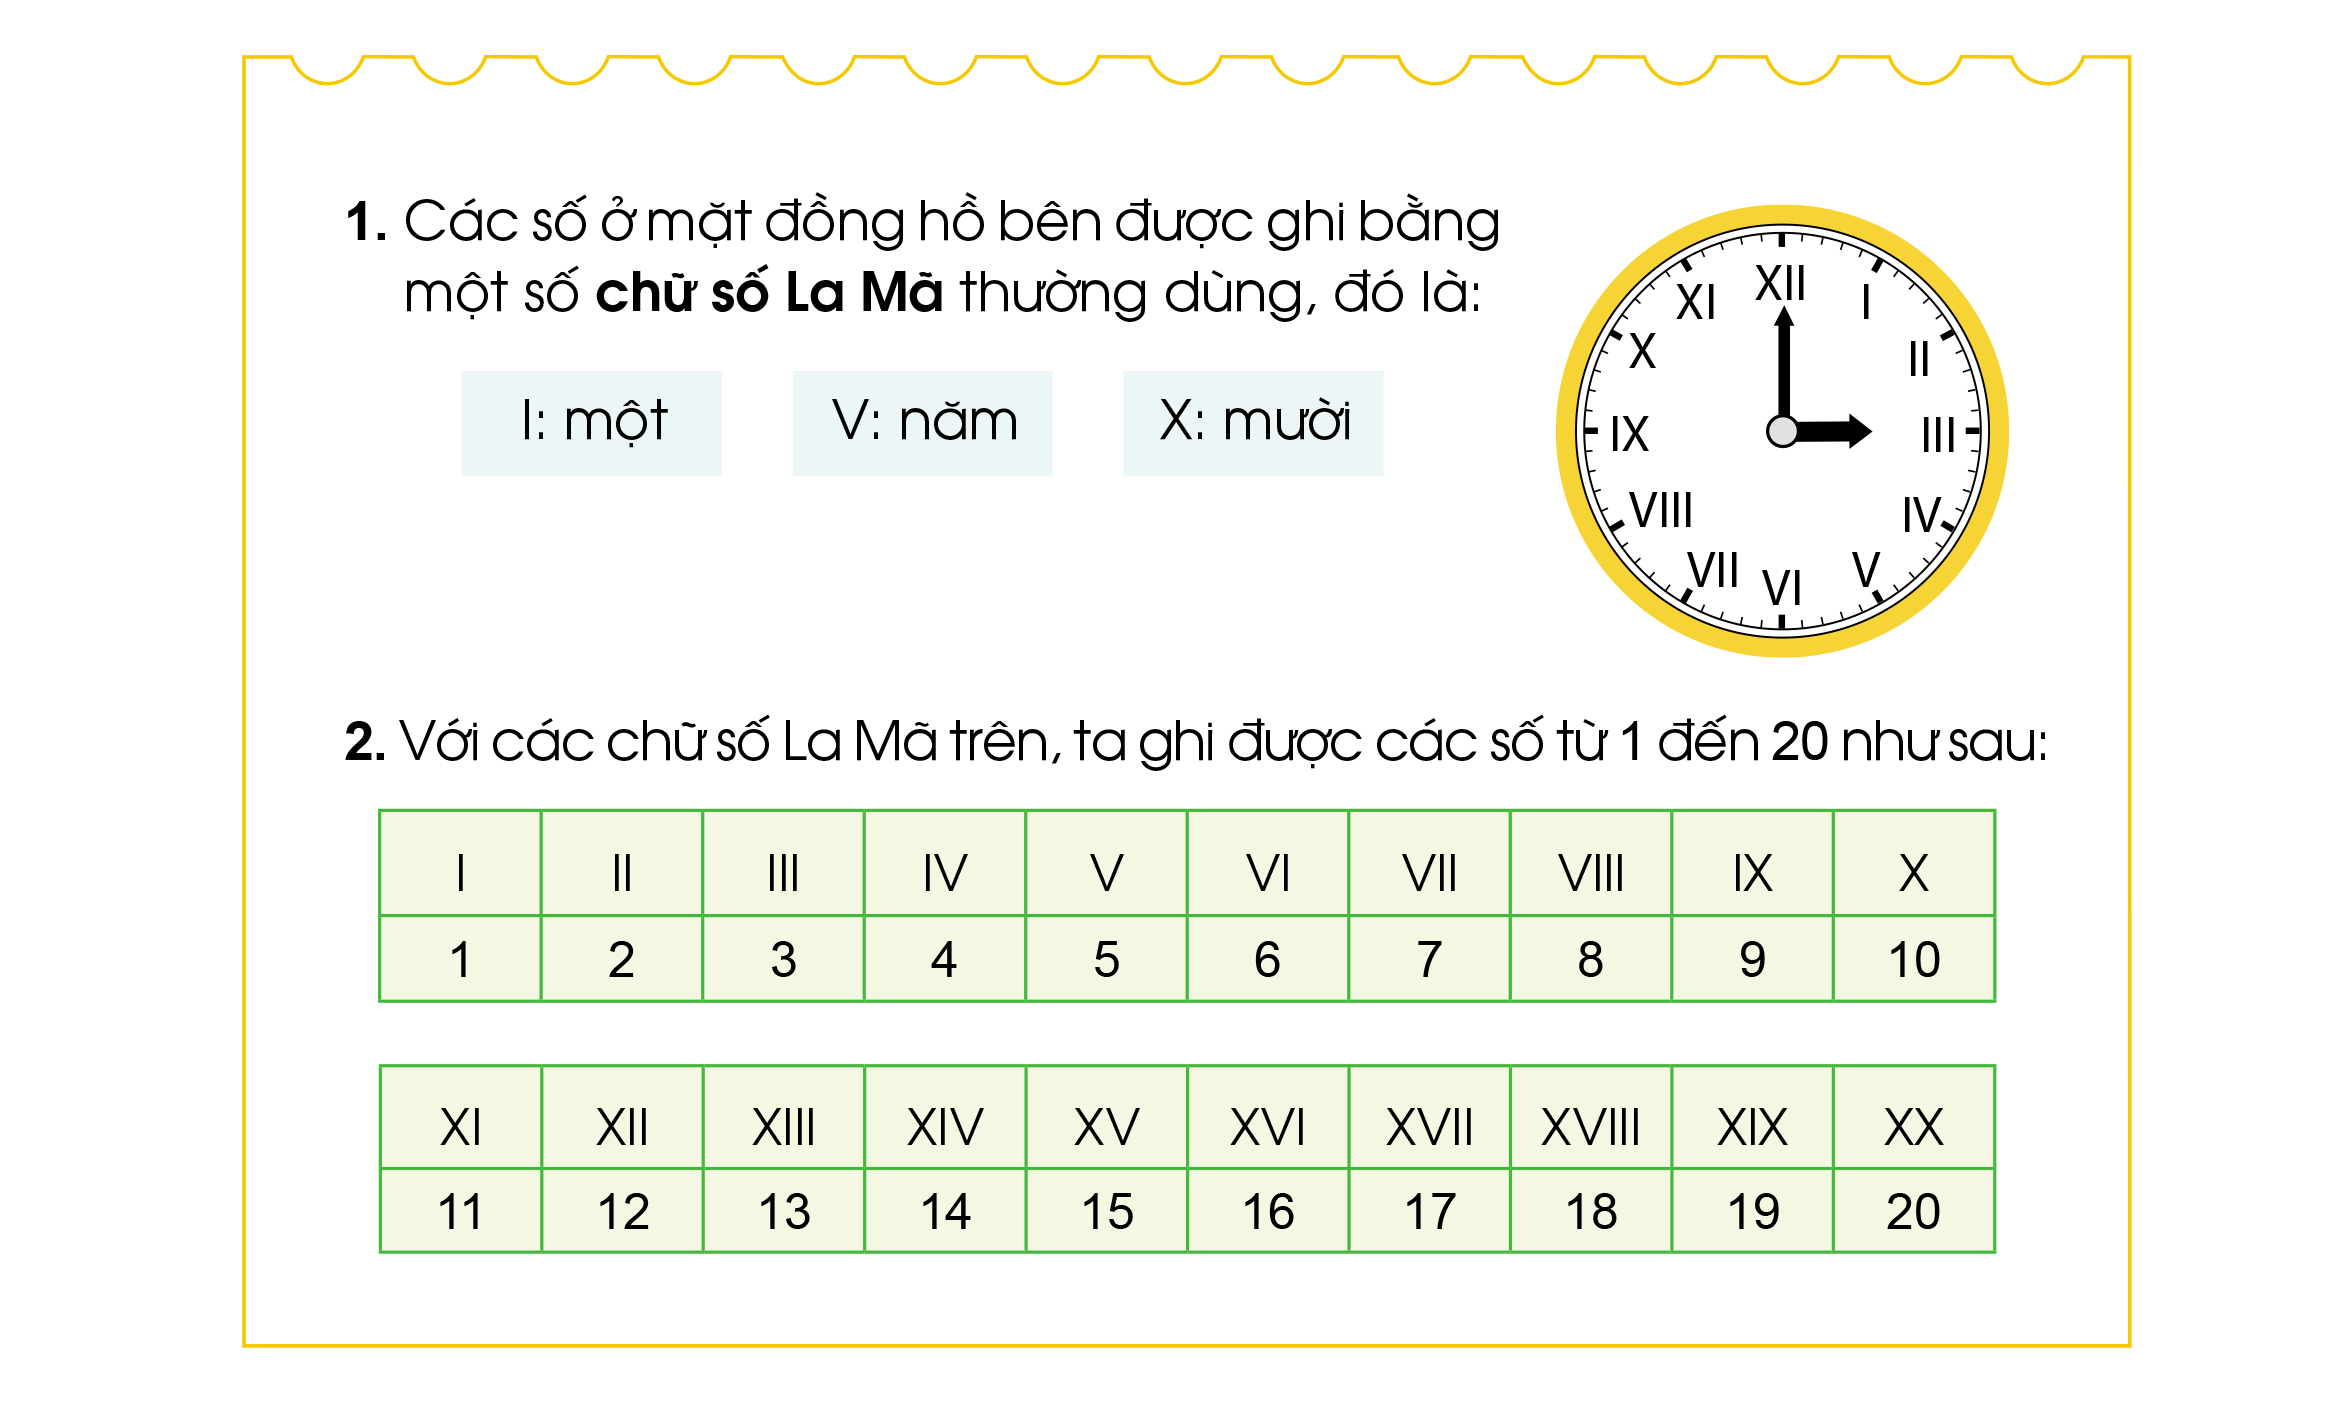 1. Các số ở mặt đồng hồ bên được ghi bằng
một số chữ số La Mã thường dùng, đó là:
I: một V: năm X: mười
XII
I
II
III
IV
V
VI
VII
VIII
IX
X
XI
2. Với các chữ số La Mã trên, ta ghi được các số từ 1 đến 20 như sau:
I II III IV V VI VII VIII IX X
1 2 3 4 5 6 7 8 9 10
XI XII XIII XIV XV XVI XVII XVIII XIX XX
11 12 13 14 15 16 17 18 19 20